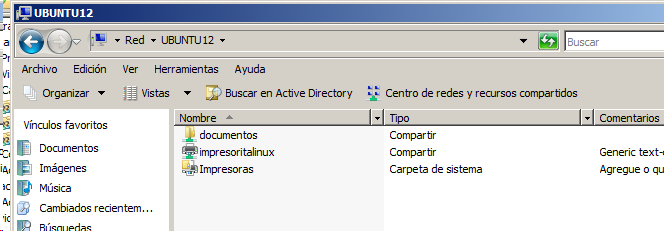 UBUNTU12
Red UBUNTU12
Buscar
Archivo Edición Ver Herramientas Ayuda
Organizar Vistas Buscar en Active Directory Centro de redes y recursos compartidos
Vínculos favoritos
Documentos
Imágenes
Música
Cambiados recientem...
Búsquedas
Nombre Tipo Comentarios
documentos Compartir
impresoritalinux Compartir Generic text-
Impresoras Carpeta de sistema Agregue o qu